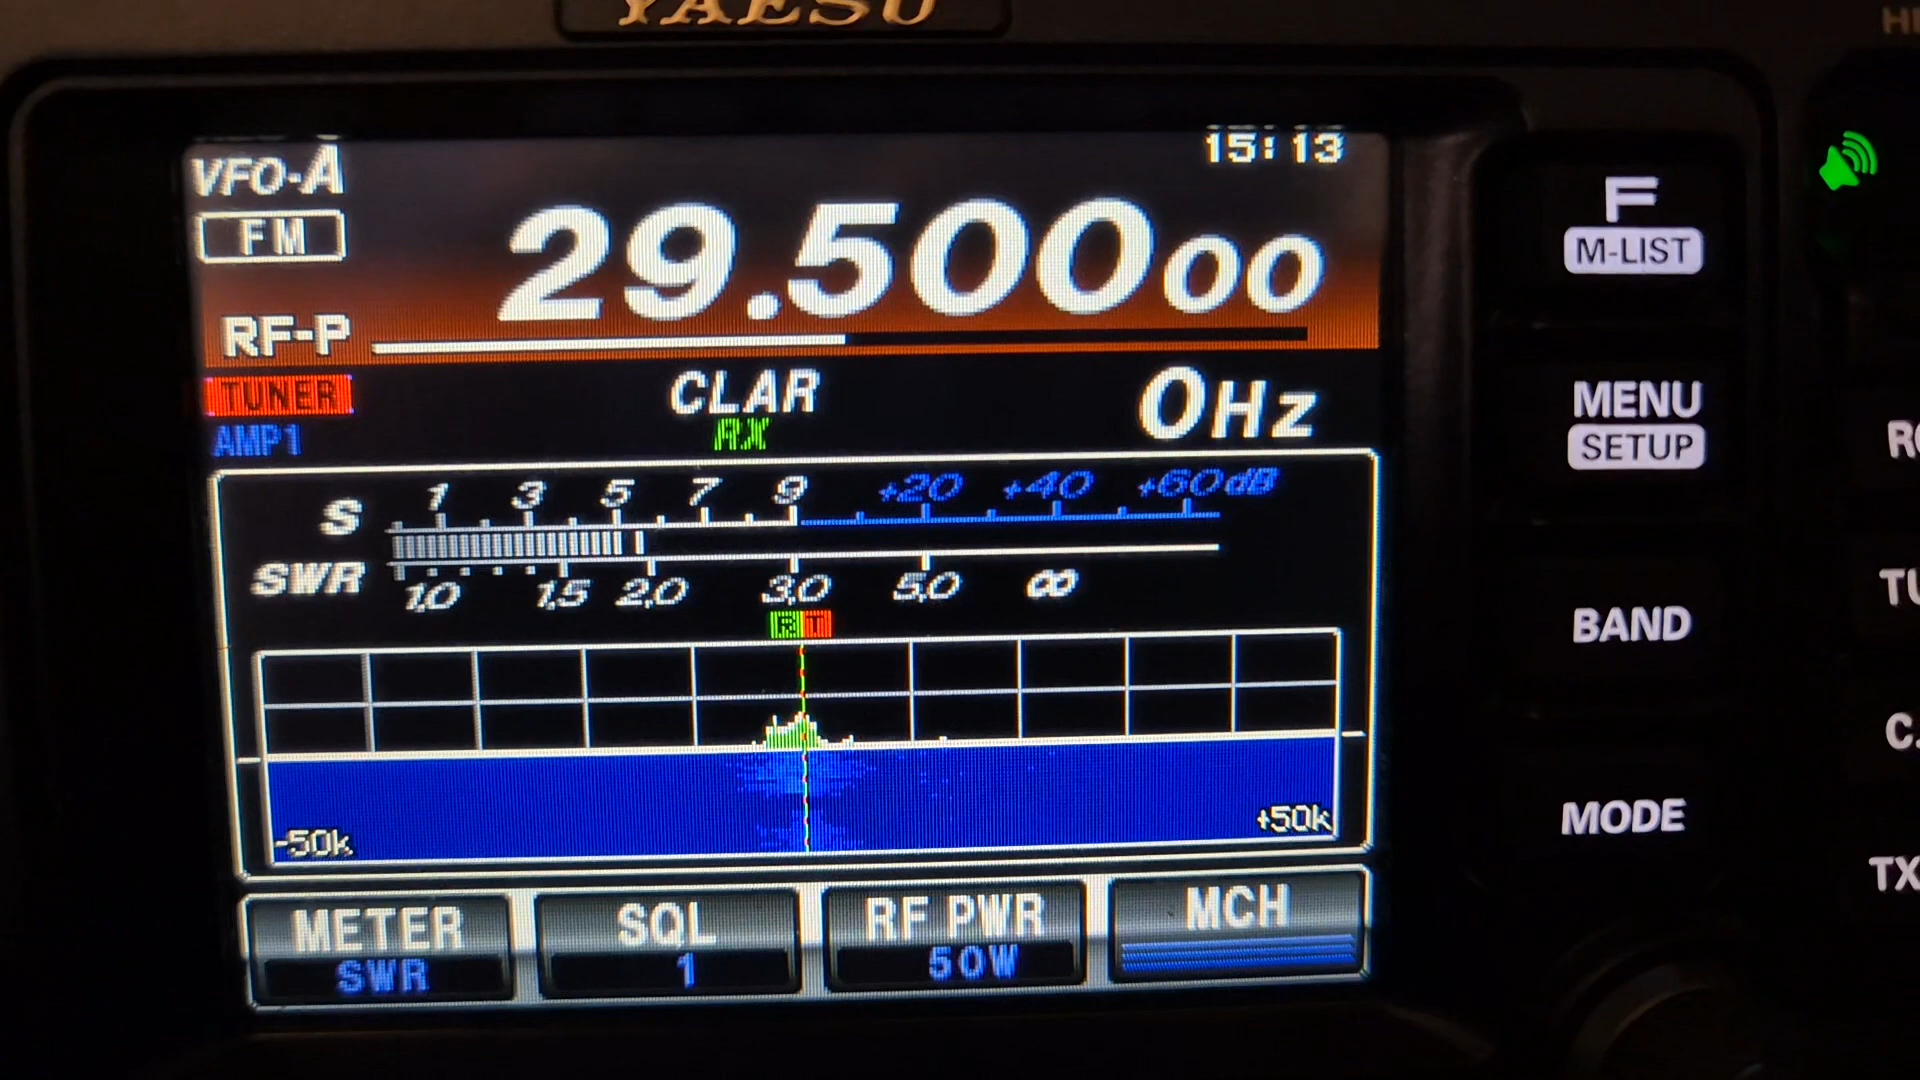 YAESU
15:13
VFO-A
FM
29.50000
RF-P
TUNER
CLAR
0Hz
AMP1
RX
S 1 3 5 7 9 +20 +40 +60dB
SWR 1.0 1.5 2.0 3.0 5.0 ∞
R T
-50k
+50k
METER
SWR
SQL
1
RF PWR
50W
MCH
F
M-LIST
MENU
SETUP
BAND
MODE